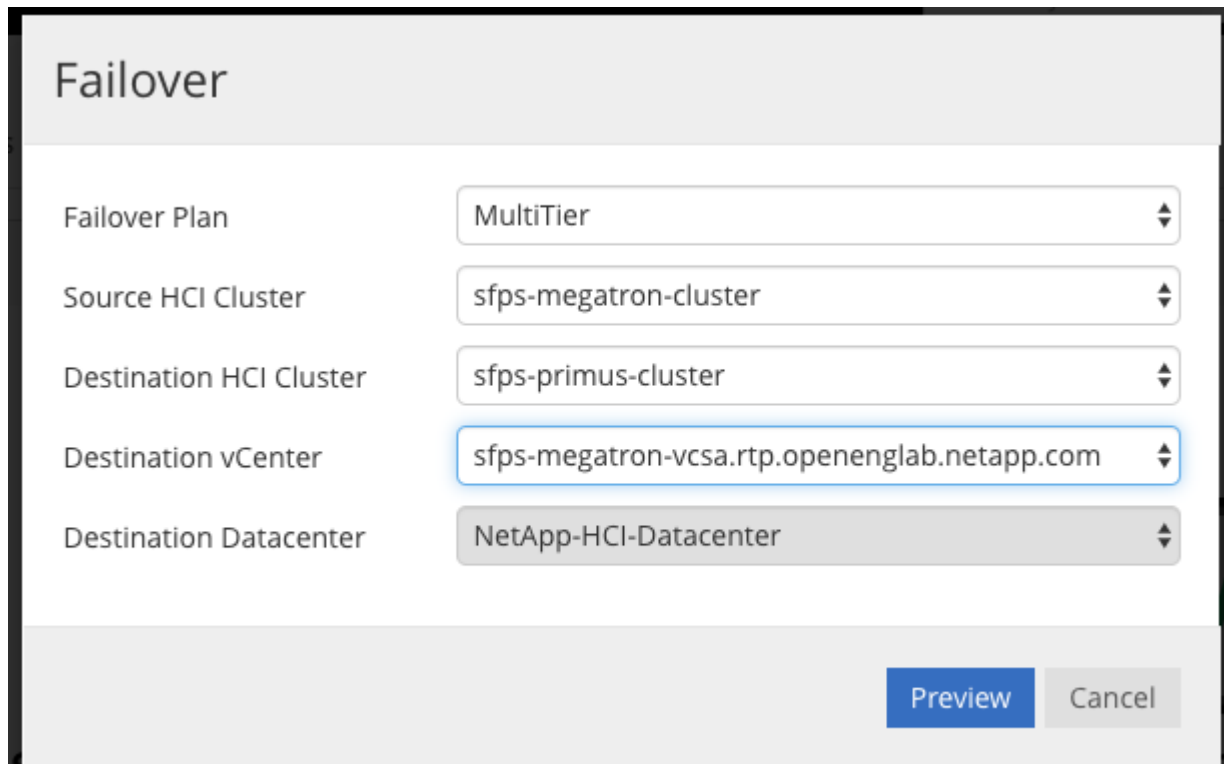 Failover
Failover Plan MultiTier
Source HCI Cluster sfps-megatron-cluster
Destination HCI Cluster sfps-primus-cluster
Destination vCenter sfps-megatron-vcsa.rtp.openenglab.netapp.com
Destination Datacenter NetApp-HCI-Datacenter
Preview Cancel